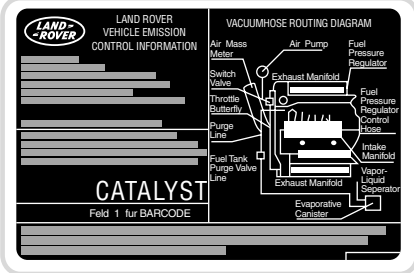 LAND-
-ROVER
LAND ROVER
VEHICLE EMISSION
CONTROL INFORMATION
CATALYST
Feld 1 fur BARCODE
VACUUMHOSE ROUTING DIAGRAM
Air Mass
Meter
Air Pump
Fuel
Pressure
Regulator
Switch
Valve
Exhaust Manifold
Throttle
Butterfly
Fuel
Pressure
Regulator
Control
Hose
Purge
Line
Intake
Manifold
Fuel Tank
Purge Valve
Line
Exhaust Manifold
Vapor-
Liquid
Seperator
Evaporative
Canister